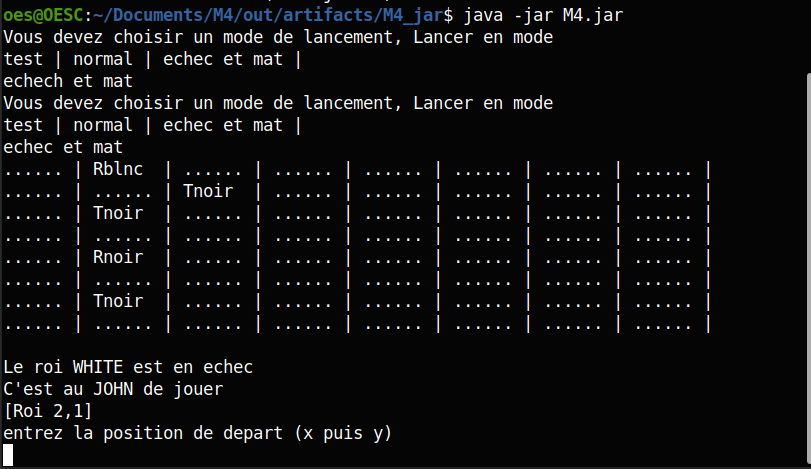 oes@OESC:~/Documents/M4/out/artifacts/M4_jar$ java -jar M4.jar
Vous devez choisir un mode de lancement, Lancer en mode
test | normal | echec et mat |
echech et mat
Vous devez choisir un mode de lancement, Lancer en mode
test | normal | echec et mat |
echec et mat
...... | Rblnc  | ...... | ...... | ...... | ...... | ...... | ...... |
...... | ...... | Tnoir  | ...... | ...... | ...... | ...... | ...... |
...... | Tnoir  | ...... | ...... | ...... | ...... | ...... | ...... |
...... | ...... | ...... | ...... | ...... | ...... | ...... | ...... |
...... | Rnoir  | ...... | ...... | ...... | ...... | ...... | ...... |
...... | ...... | ...... | ...... | ...... | ...... | ...... | ...... |
...... | Tnoir  | ...... | ...... | ...... | ...... | ...... | ...... |
...... | ...... | ...... | ...... | ...... | ...... | ...... | ...... |
Le roi WHITE est en echec
C'est au JOHN de jouer
[Roi 2,1]
entrez la position de depart (x puis y)